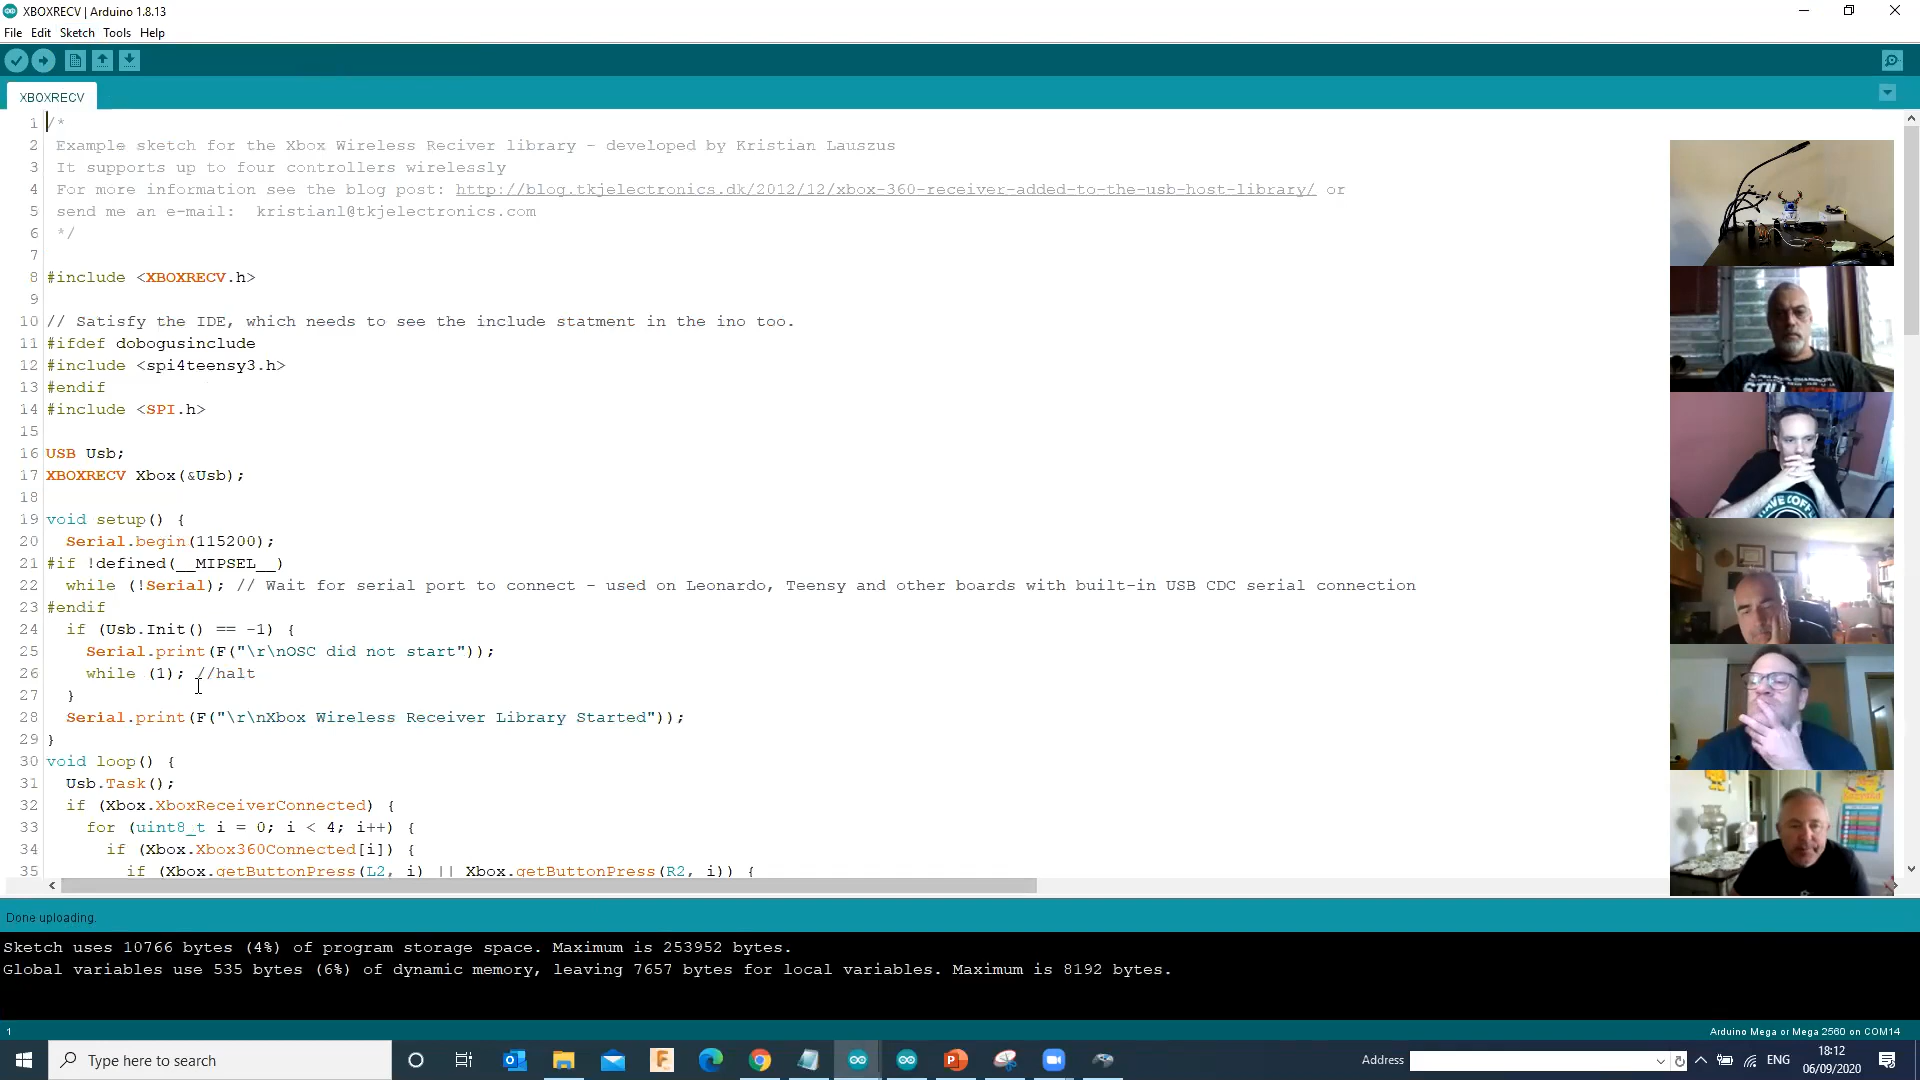 XBOXRECV | Arduino 1.8.13
File Edit Sketch Tools Help
XBOXRECV
1 /*
2 Example sketch for the Xbox Wireless Reciver library - developed by Kristian Lauszus
3 It supports up to four controllers wirelessly
4 For more information see the blog post: http://blog.tkjelectronics.dk/2012/12/xbox-360-receiver-added-to-the-usb-host-library/ or
5 send me an e-mail:  kristianl@tkjelectronics.com
6 */
7
8 #include <XBOXRECV.h>
9
10 // Satisfy the IDE, which needs to see the include statment in the ino too.
11 #ifdef dobogusinclude
12 #include <spi4teensy3.h>
13 #endif
14 #include <SPI.h>
15
16 USB Usb;
17 XBOXRECV Xbox(&Usb);
18
19 void setup() {
20 Serial.begin(115200);
21 #if !defined(__MIPSEL__)
22 while (!Serial); // Wait for serial port to connect - used on Leonardo, Teensy and other boards with built-in USB CDC serial connection
23 #endif
24 if (Usb.Init() == -1) {
25 Serial.print(F("\r\nOSC did not start"));
26 while (1); //halt
27 }
28 Serial.print(F("\r\nXbox Wireless Receiver Library Started"));
29 }
30 void loop() {
31 Usb.Task();
32 if (Xbox.XboxReceiverConnected) {
33 for (uint8_t i = 0; i < 4; i++) {
34 if (Xbox.Xbox360Connected[i]) {
35 if (Xbox.getButtonPress(L2, i) || Xbox.getButtonPress(R2, i)) {
Done uploading.
Sketch uses 10766 bytes (4%) of program storage space. Maximum is 253952 bytes.
Global variables use 535 bytes (6%) of dynamic memory, leaving 7657 bytes for local variables. Maximum is 8192 bytes.
1
Arduino Mega or Mega 2560 on COM14
Type here to search
Address
ENG
18:12
06/09/2020